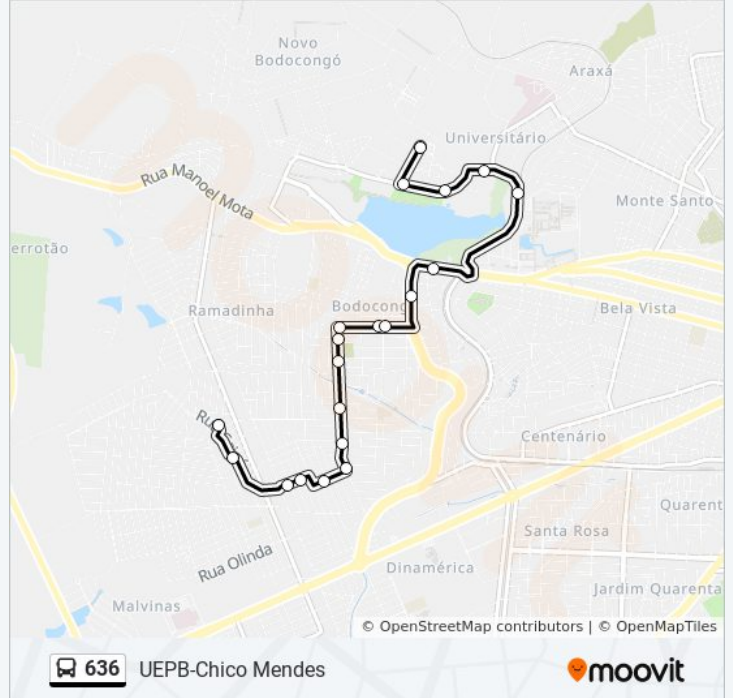 Novo
Bodocongó
Araxá
Universitário
Rua Manoel Mota
Monte Santo
errotão
Ramadinha
Bodocong
Bela Vista
Centenário
Quarent
Santa Rosa
Rua Olinda
Dinamérica
Jardim Quarenta
Malvinas
© OpenStreetMap contributors | © OpenMapTiles
636 UEPB-Chico Mendes
moovit